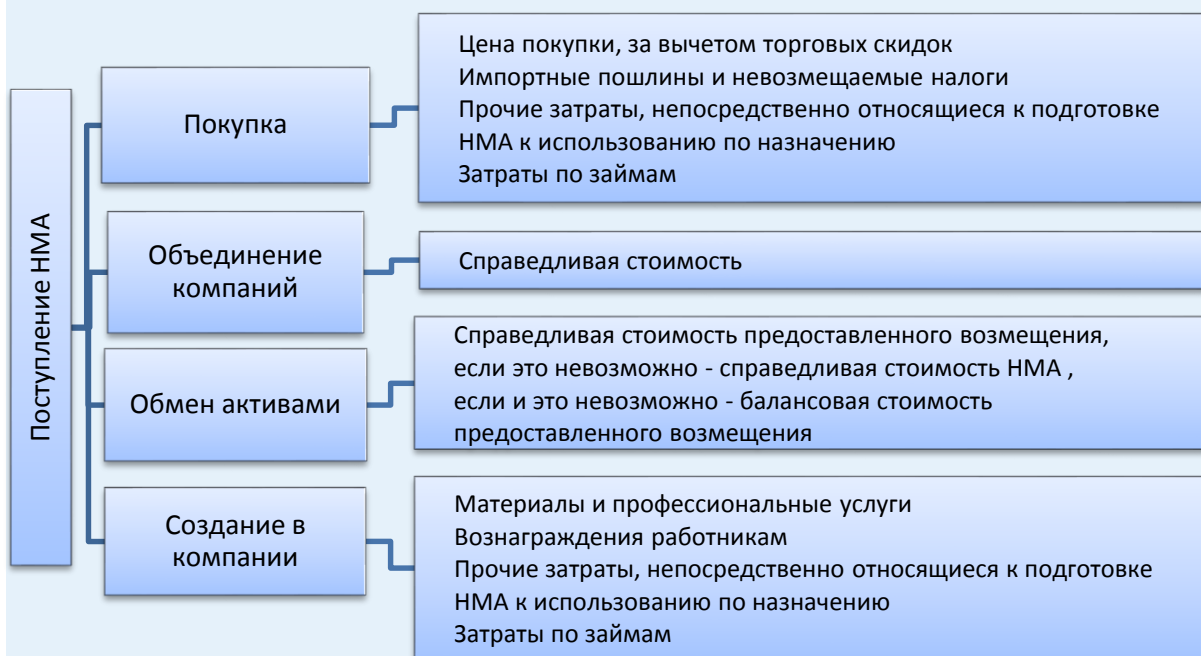 Поступление НМА
Покупка
Цена покупки, за вычетом торговых скидок
Импортные пошлины и невозмещаемые налоги
Прочие затраты, непосредственно относящиеся к подготовке
НМА к использованию по назначению
Затраты по займам
Объединение
компаний
Справедливая стоимость
Обмен активами
Справедливая стоимость предоставленного возмещения,
если это невозможно - справедливая стоимость НМА ,
если и это невозможно - балансовая стоимость
предоставленного возмещения
Создание в
компании
Материалы и профессиональные услуги
Вознаграждения работникам
Прочие затраты, непосредственно относящиеся к подготовке
НМА к использованию по назначению
Затраты по займам